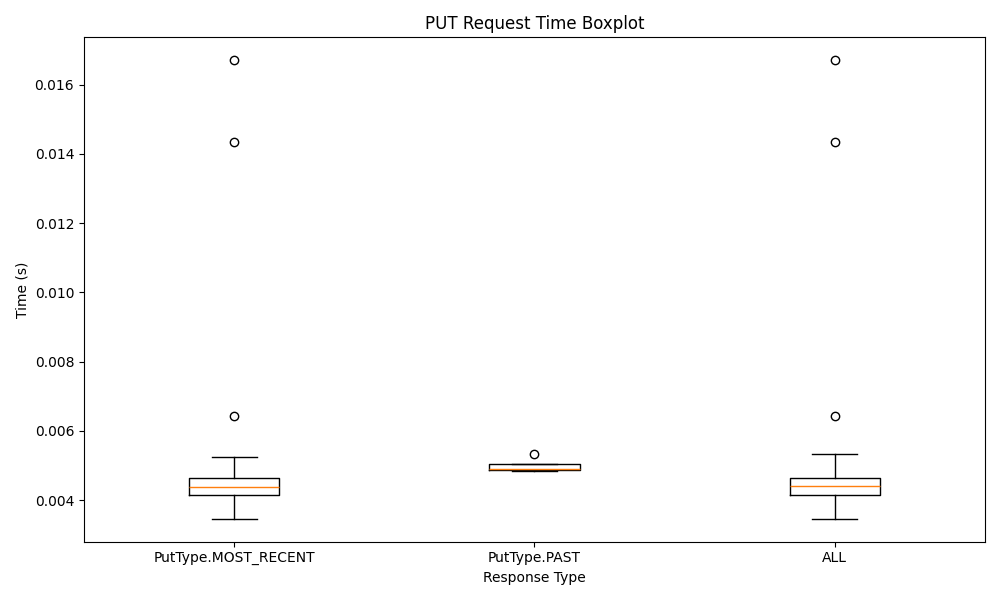 PUT Request Time Boxplot
0.016
0.014
0.012
0.010
0.008
0.006
0.004
Time (s)
PutType.MOST_RECENT
PutType.PAST
ALL
Response Type